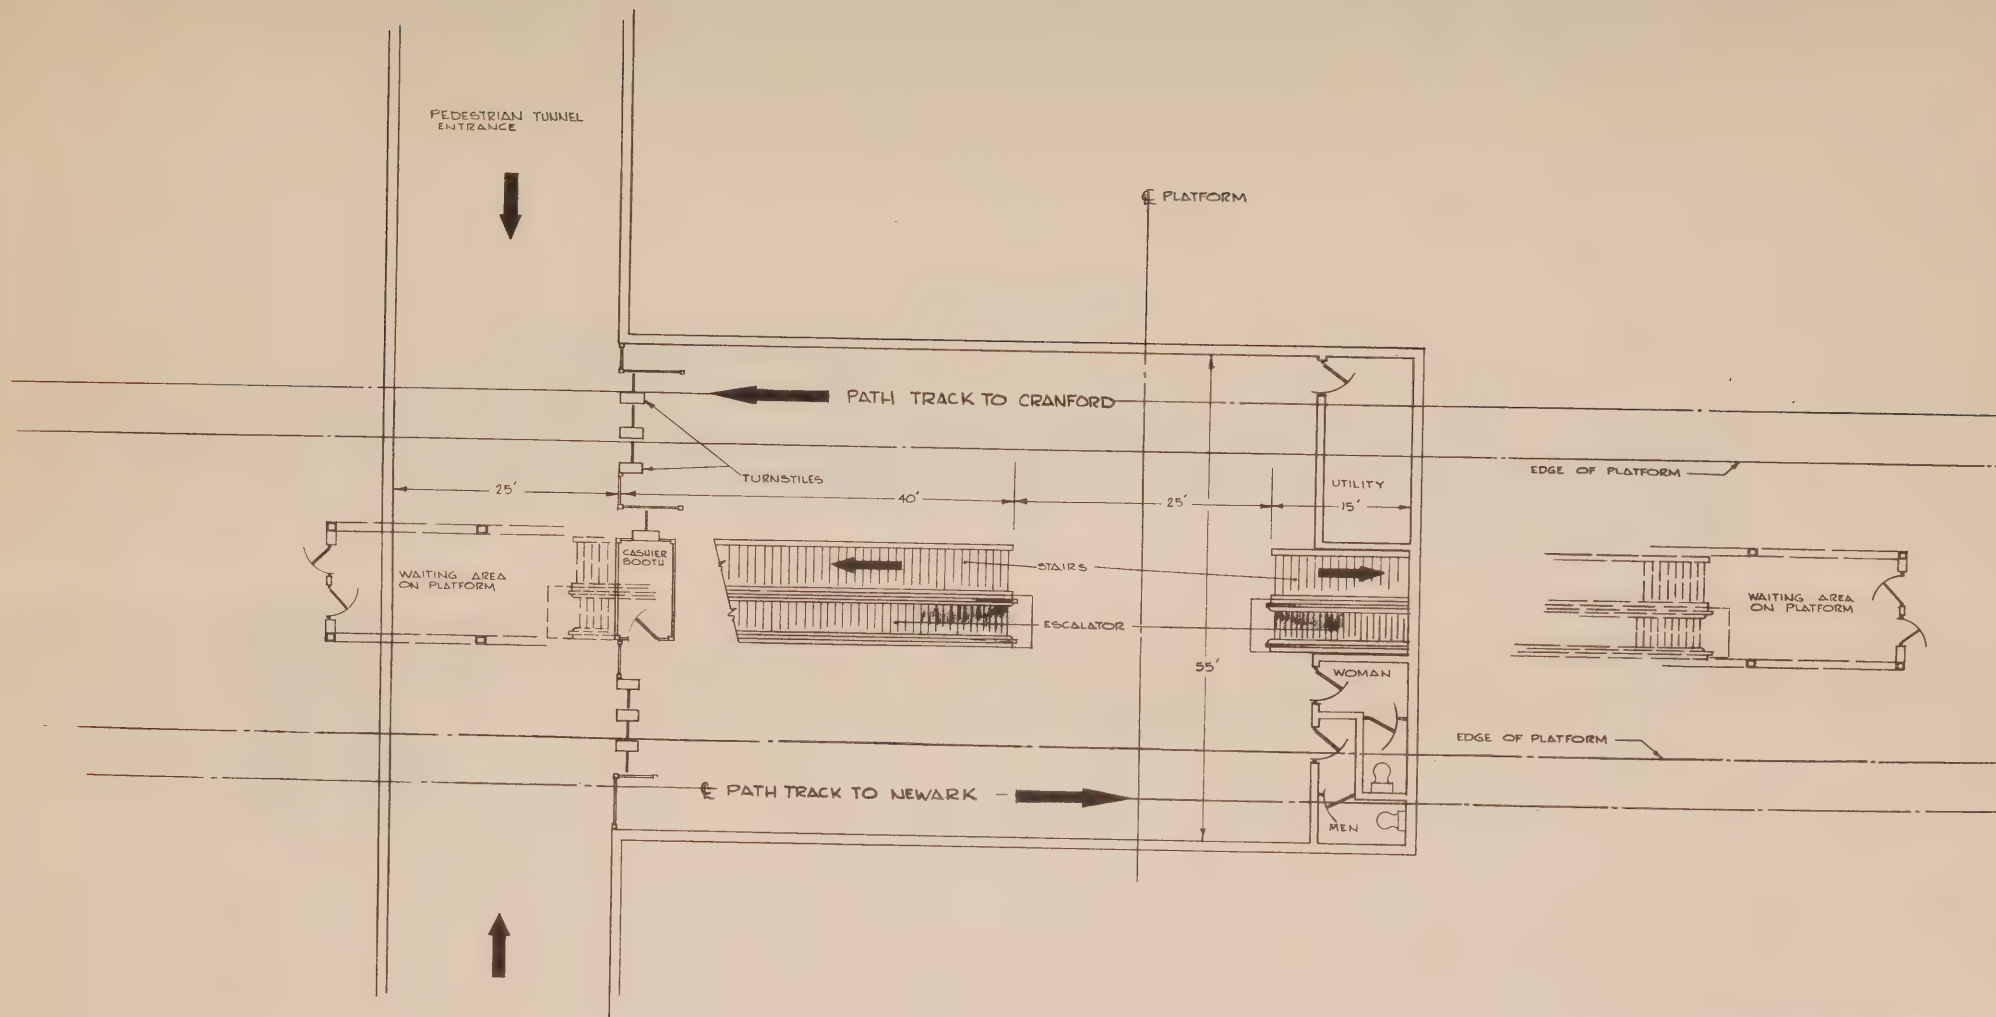 PEDESTRIAN TUNNEL
ENTRANCE
℄ PLATFORM
PATH TRACK TO CRANFORD
TURNSTILES
EDGE OF PLATFORM
25'
40'
25'
UTILITY
15'
CASHIER
BOOTH
WAITING AREA
ON PLATFORM
STAIRS
WAITING AREA
ON PLATFORM
ESCALATOR
55'
WOMAN
EDGE OF PLATFORM
℄ PATH TRACK TO NEWARK
MEN